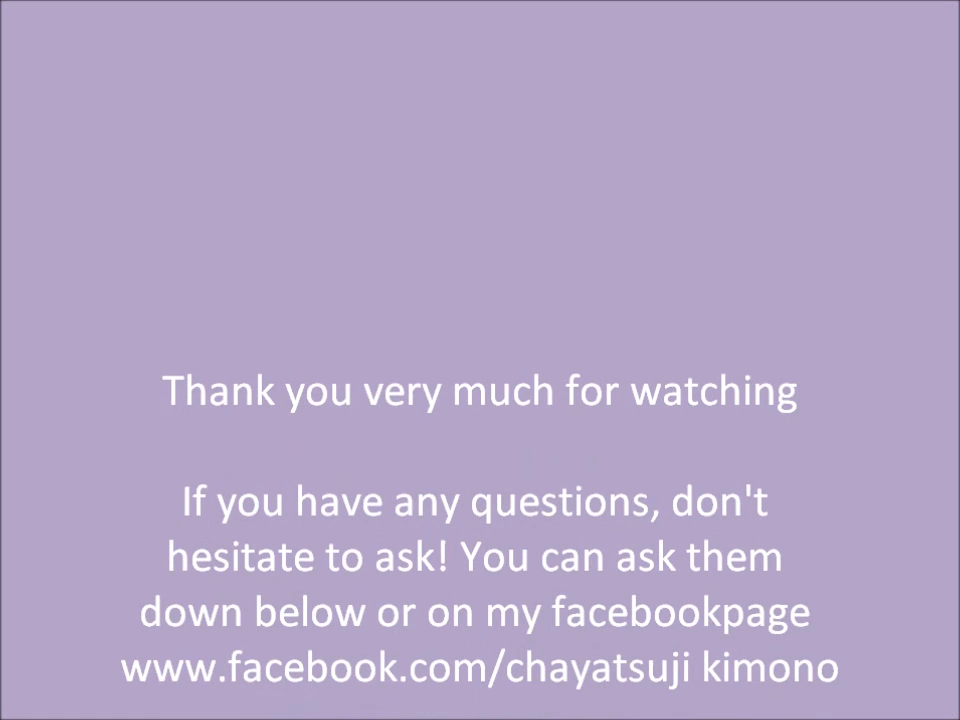 Thank you very much for watching
If you have any questions, don't
hesitate to ask! You can ask them
down below or on my facebookpage
www.facebook.com/chayatsuji kimono